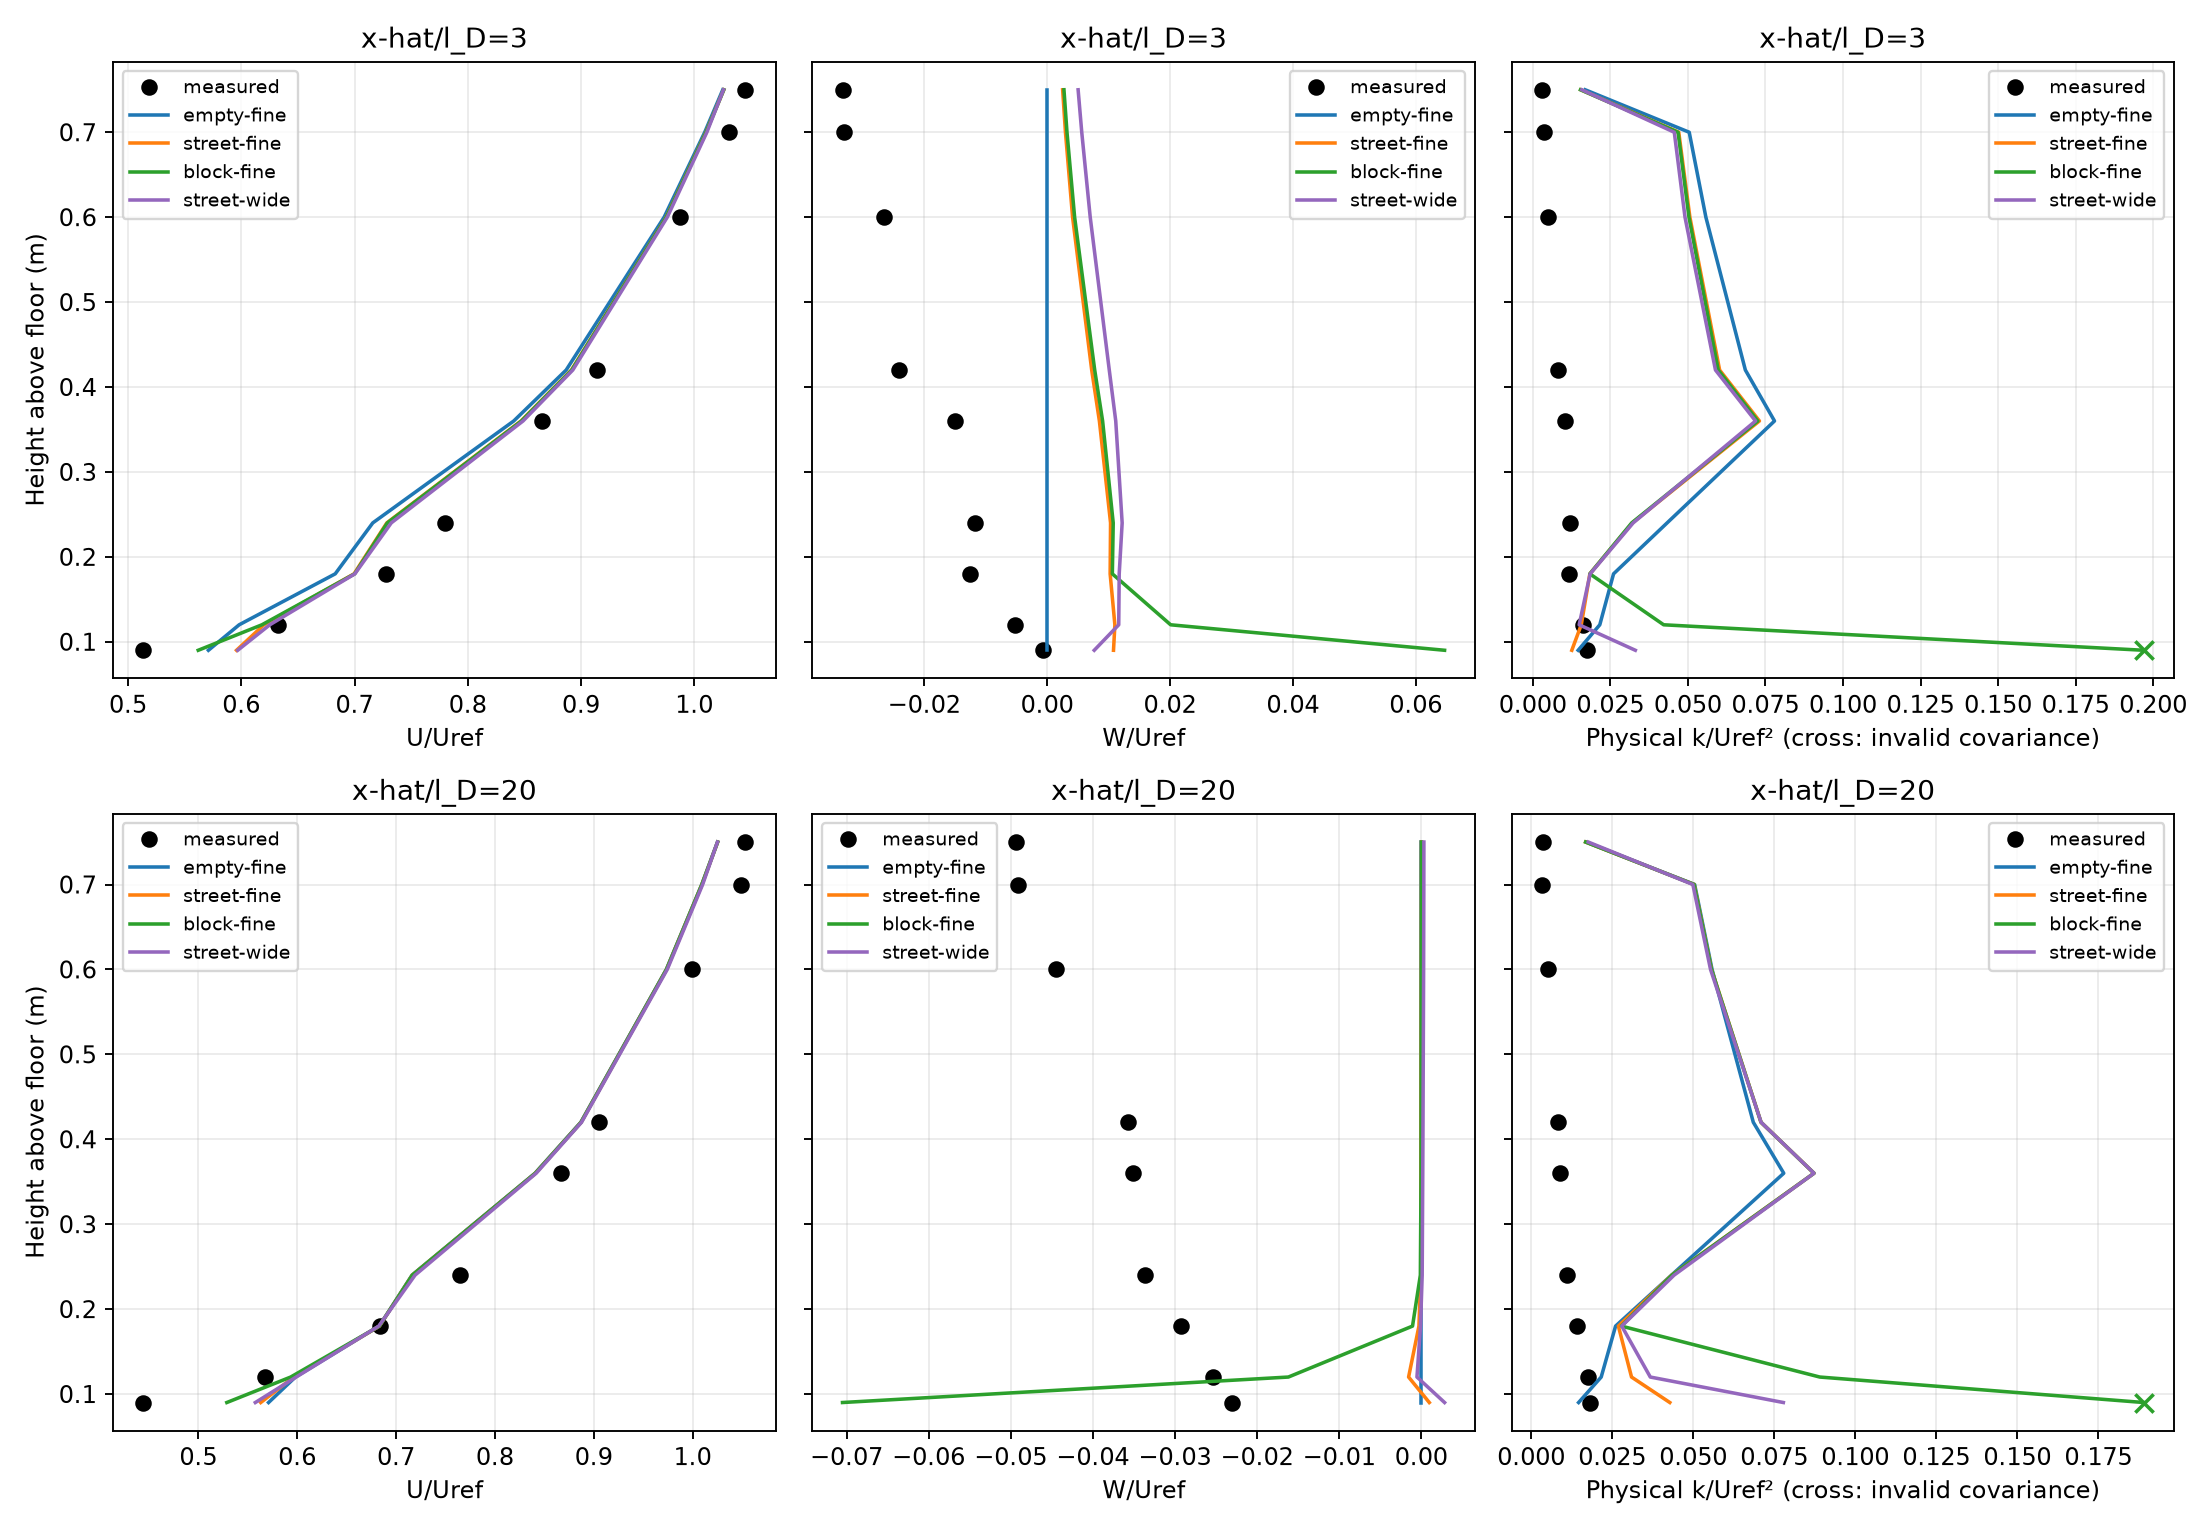 x-hat/l_D=3
measured
empty-fine
street-fine
block-fine
street-wide
0.7
0.6
0.5
0.4
0.3
0.2
0.1
Height above floor (m)
0.5 0.6 0.7 0.8 0.9 1.0
U/Uref
x-hat/l_D=3
measured
empty-fine
street-fine
block-fine
street-wide
−0.02 0.00 0.02 0.04 0.06
W/Uref
x-hat/l_D=3
measured
empty-fine
street-fine
block-fine
street-wide
0.000 0.025 0.050 0.075 0.100 0.125 0.150 0.175 0.200
Physical k/Uref² (cross: invalid covariance)
x-hat/l_D=20
measured
empty-fine
street-fine
block-fine
street-wide
0.7
0.6
0.5
0.4
0.3
0.2
0.1
Height above floor (m)
0.5 0.6 0.7 0.8 0.9 1.0
U/Uref
x-hat/l_D=20
measured
empty-fine
street-fine
block-fine
street-wide
−0.07 −0.06 −0.05 −0.04 −0.03 −0.02 −0.01 0.00
W/Uref
x-hat/l_D=20
measured
empty-fine
street-fine
block-fine
street-wide
0.000 0.025 0.050 0.075 0.100 0.125 0.150 0.175
Physical k/Uref² (cross: invalid covariance)